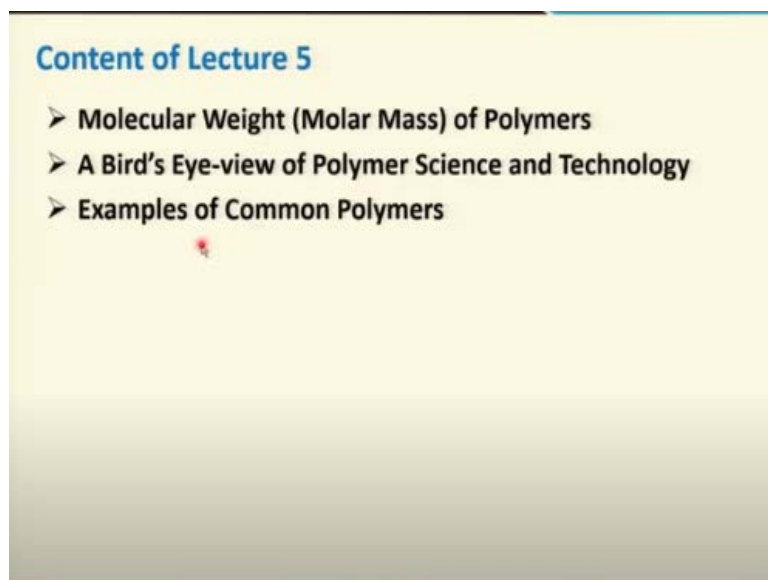 Content of Lecture 5
➢ Molecular Weight (Molar Mass) of Polymers
➢ A Bird's Eye-view of Polymer Science and Technology
➢ Examples of Common Polymers